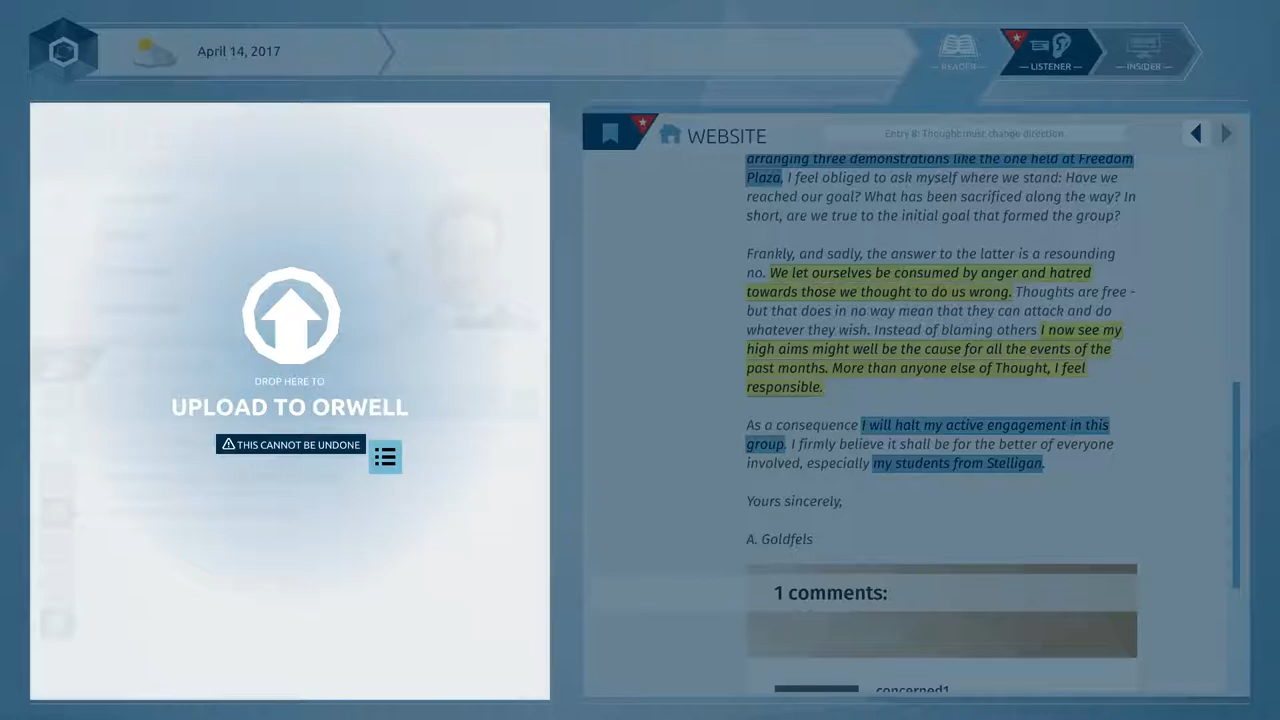 April 14, 2017
— READER —
— LISTENER —
— INSIDER —
WEBSITE
Entry 8: Thought must change direction
DROP HERE TO
UPLOAD TO ORWELL
THIS CANNOT BE UNDONE
arranging three demonstrations like the one held at Freedom
Plaza, I feel obliged to ask myself where we stand: Have we
reached our goal? What has been sacrificed along the way? In
short, are we true to the initial goal that formed the group?
Frankly, and sadly, the answer to the latter is a resounding
no. We let ourselves be consumed by anger and hatred
towards those we thought to do us wrong. Thoughts are free -
but that does in no way mean that they can attack and do
whatever they wish. Instead of blaming others I now see my
high aims might well be the cause for all the events of the
past months. More than anyone else of Thought, I feel
responsible.
As a consequence I will halt my active engagement in this
group. I firmly believe it shall be for the better of everyone
involved, especially my students from Stelligan.
Yours sincerely,
A. Goldfels
1 comments:
concerned1